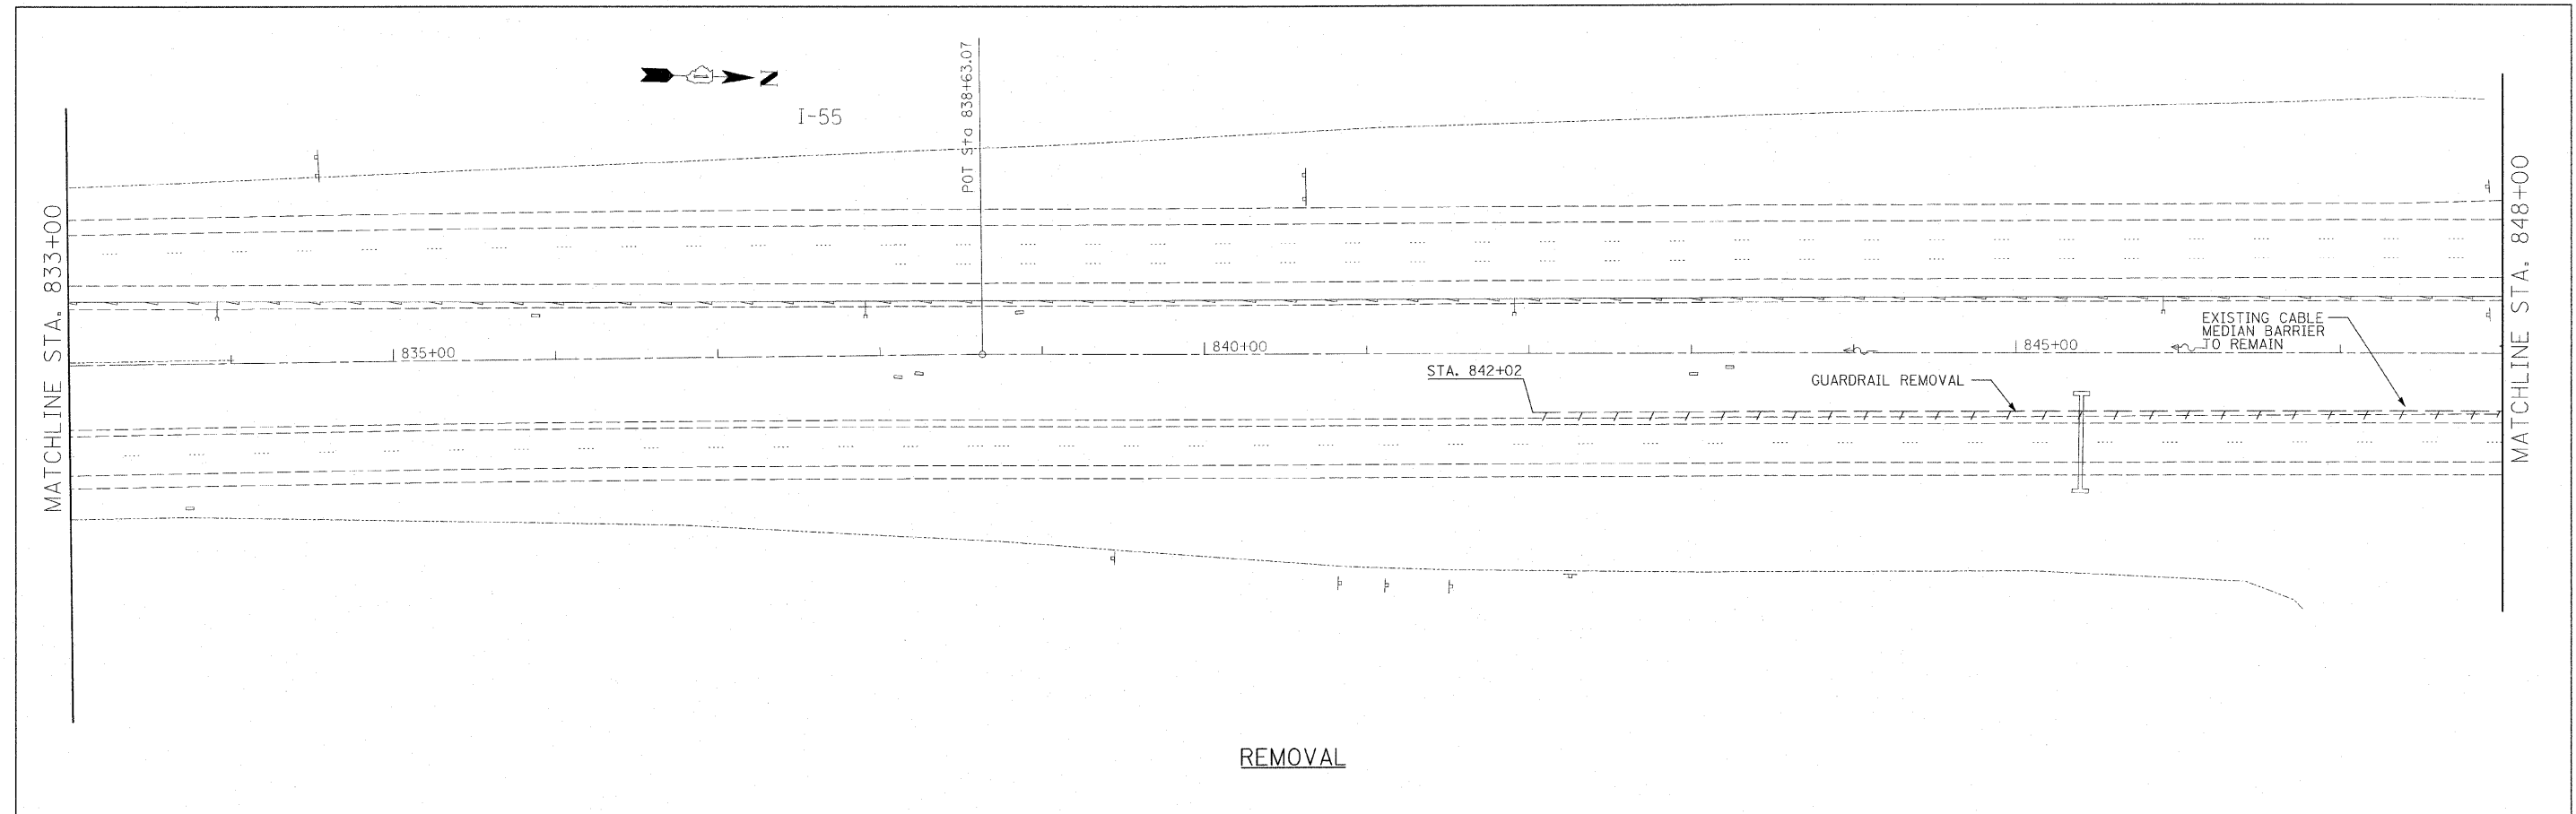 N
I-55
POT Sta 838+63.07
MATCHLINE STA. 833+00
MATCHLINE STA. 848+00
835+00
840+00
845+00
EXISTING CABLE
MEDIAN BARRIER
TO REMAIN
STA. 842+02
GUARDRAIL REMOVAL
REMOVAL